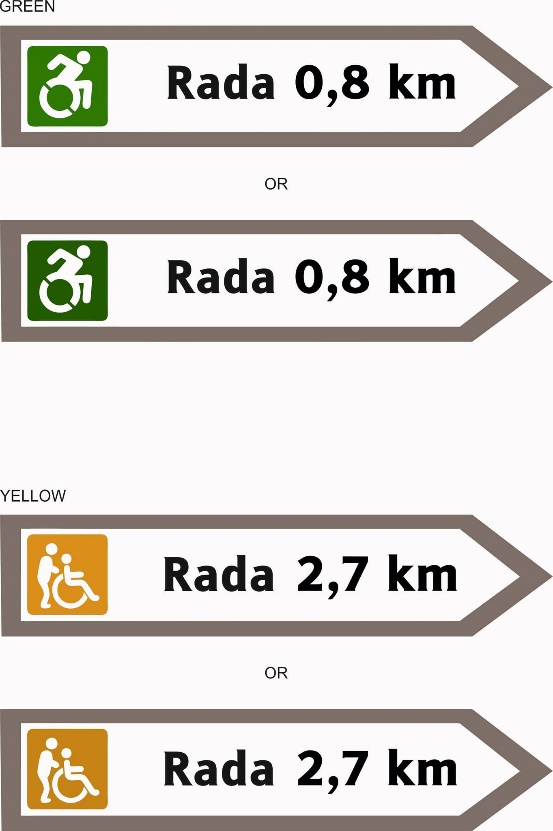 GREEN
Rada 0,8 km
OR
Rada 0,8 km
YELLOW
Rada 2,7 km
OR
Rada 2,7 km